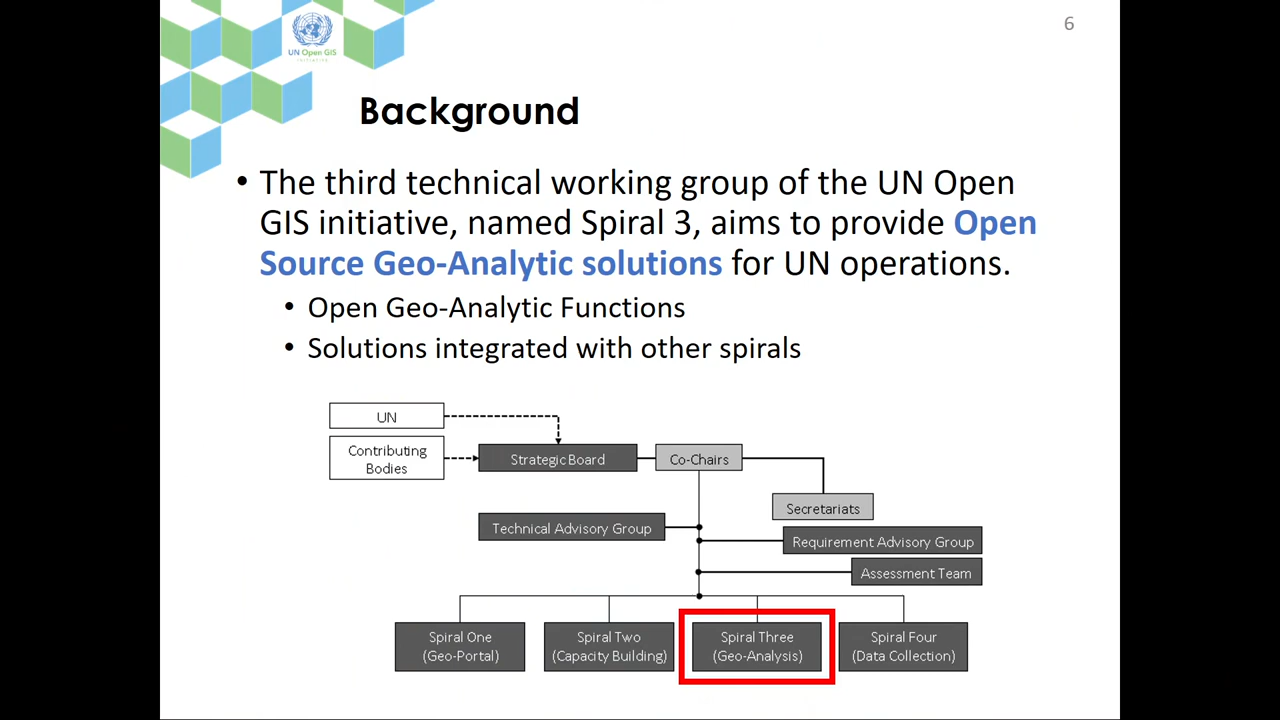 6
UN Open GIS
INITIATIVE
Background
• The third technical working group of the UN Open
GIS initiative, named Spiral 3, aims to provide Open
Source Geo-Analytic solutions for UN operations.
• Open Geo-Analytic Functions
• Solutions integrated with other spirals
UN
Contributing
Bodies
Strategic Board
Co-Chairs
Secretariats
Technical Advisory Group
Requirement Advisory Group
Assessment Team
Spiral One
(Geo-Portal)
Spiral Two
(Capacity Building)
Spiral Three
(Geo-Analysis)
Spiral Four
(Data Collection)